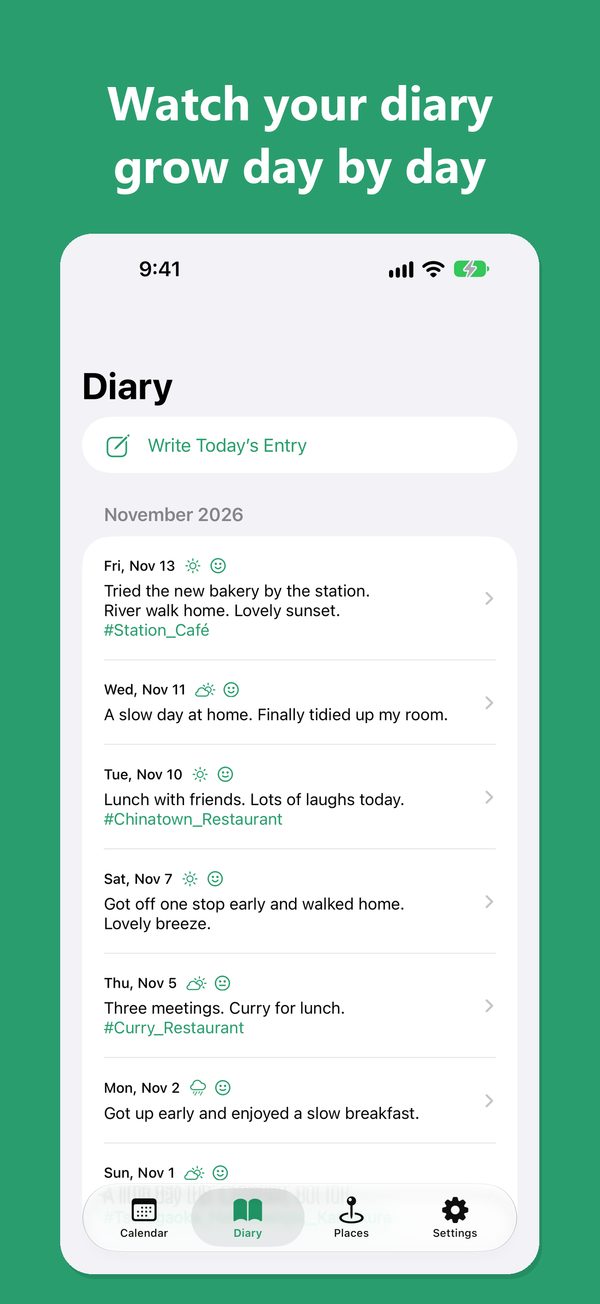 Watch your diary
grow day by day
9:41
Diary
Write Today's Entry
November 2026
Fri, Nov 13
Tried the new bakery by the station.
River walk home. Lovely sunset.
#Station_Café
Wed, Nov 11
A slow day at home. Finally tidied up my room.
Tue, Nov 10
Lunch with friends. Lots of laughs today.
#Chinatown_Restaurant
Sat, Nov 7
Got off one stop early and walked home.
Lovely breeze.
Thu, Nov 5
Three meetings. Curry for lunch.
#Curry_Restaurant
Mon, Nov 2
Got up early and enjoyed a slow breakfast.
Sun, Nov 1
Calendar
Diary
Places
Settings